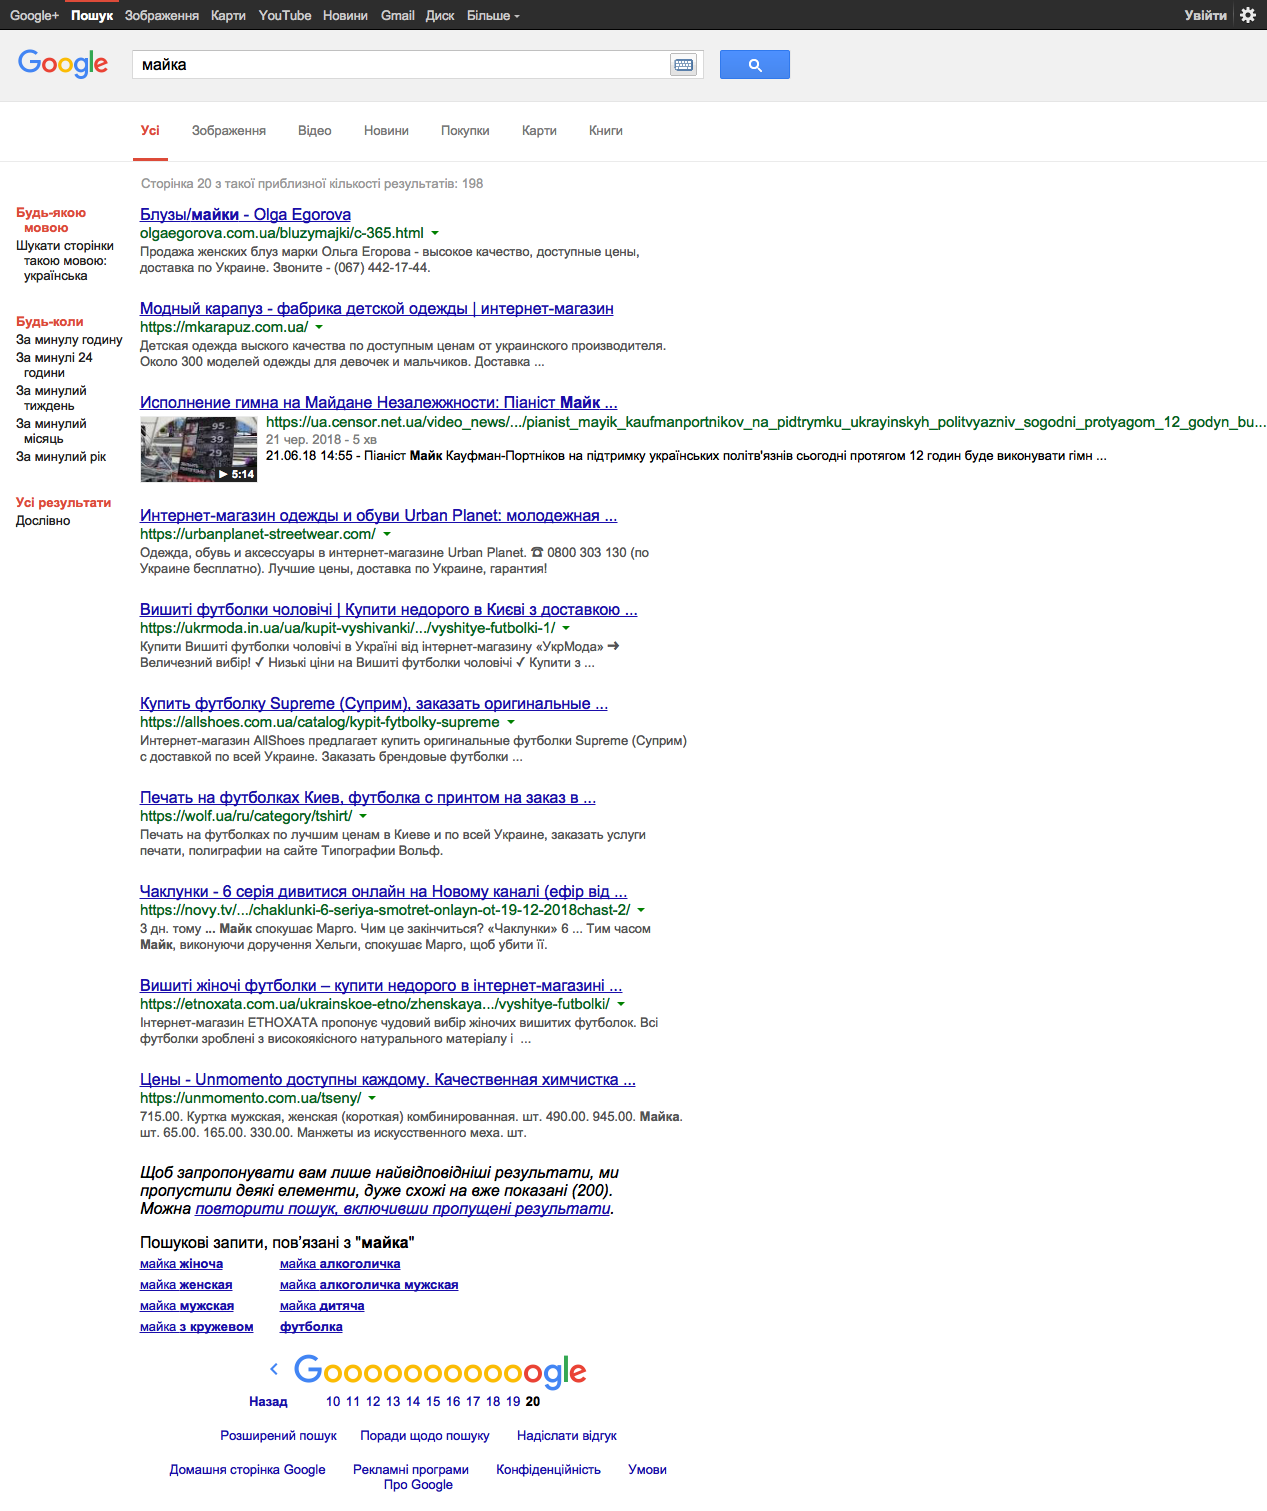 Google+ Пошук Зображення Карти YouTube Новини Gmail Диск Більше Увійти
Google майка
Усі Зображення Відео Новини Покупки Карти Книги
Сторінка 20 з такої приблизної кількості результатів: 198
Будь-якою
мовою
Шукати сторінки
такою мовою:
українська
Будь-коли
За минулу годину
За минулі 24
години
За минулий
тиждень
За минулий
місяць
За минулий рік
Усі результати
Дослівно
Блузы/майки - Olga Egorova
olgaegorova.com.ua/bluzymajki/c-365.html
Продажа женских блуз марки Ольга Егорова - высокое качество, доступные цены,
доставка по Украине. Звоните - (067) 442-17-44.
Модный карапуз - фабрика детской одежды | интернет-магазин
https://mkarapuz.com.ua/
Детская одежда выского качества по доступным ценам от украинского производителя.
Около 300 моделей одежды для девочек и мальчиков. Доставка ...
Исполнение гимна на Майдане Незалежжности: Піаніст Майк ...
https://ua.censor.net.ua/video_news/.../pianist_mayik_kaufmanportnikov_na_pidtrymku_ukrayinskyh_politvyazniv_sogodni_protyagom_12_godyn_bu...
21 чер. 2018 - 5 хв
21.06.18 14:55 - Піаніст Майк Кауфман-Портніков на підтримку українських політв'язнів сьогодні протягом 12 годин буде виконувати гімн ...
95
39
29
5:14
Интернет-магазин одежды и обуви Urban Planet: молодежная ...
https://urbanplanet-streetwear.com/
Одежда, обувь и аксессуары в интернет-магазине Urban Planet. ☎ 0800 303 130 (по
Украине бесплатно). Лучшие цены, доставка по Украине, гарантия!
Вишиті футболки чоловічі | Купити недорого в Києві з доставкою ...
https://ukrmoda.in.ua/ua/kupit-vyshivanki/.../vyshitye-futbolki-1/
Купити Вишиті футболки чоловічі в Україні від інтернет-магазину «УкрМода» ➜
Величезний вибір! ✓ Низькі ціни на Вишиті футболки чоловічі ✓ Купити з ...
Купить футболку Supreme (Суприм), заказать оригинальные ...
https://allshoes.com.ua/catalog/kypit-fytbolky-supreme
Интернет-магазин AllShoes предлагает купить оригинальные футболки Supreme (Суприм)
с доставкой по всей Украине. Заказать брендовые футболки ...
Печать на футболках Киев, футболка с принтом на заказ в ...
https://wolf.ua/ru/category/tshirt/
Печать на футболках по лучшим ценам в Киеве и по всей Украине, заказать услуги
печати, полиграфии на сайте Типографии Вольф.
Чаклунки - 6 серія дивитися онлайн на Новому каналі (ефір від ...
https://novy.tv/.../chaklunki-6-seriya-smotret-onlayn-ot-19-12-2018chast-2/
3 дн. тому ... Майк спокушає Марго. Чим це закінчиться? «Чаклунки» 6 ... Тим часом
Майк, виконуючи доручення Хельги, спокушає Марго, щоб убити її.
Вишиті жіночі футболки – купити недорого в інтернет-магазині ...
https://etnoxata.com.ua/ukrainskoe-etno/zhenskaya.../vyshitye-futbolki/
Інтернет-магазин ЕТНОХАТА пропонує чудовий вибір жіночих вишитих футболок. Всі
футболки зроблені з високоякісного натурального матеріалу і ...
Цены - Unmomento доступны каждому. Качественная химчистка ...
https://unmomento.com.ua/tseny/
715.00. Куртка мужская, женская (короткая) комбинированная. шт. 490.00. 945.00. Майка.
шт. 65.00. 165.00. 330.00. Манжеты из искусственного меха. шт.
Щоб запропонувати вам лише найвідповідніші результати, ми
пропустили деякі елементи, дуже схожі на вже показані (200).
Можна повторити пошук, включивши пропущені результати.
Пошукові запити, пов’язані з "майка"
майка жіноча майка алкоголичка
майка женская майка алкоголичка мужская
майка мужская майка дитяча
майка з кружевом футболка
Gooooooooooogle
Назад 10 11 12 13 14 15 16 17 18 19 20
Розширений пошук Поради щодо пошуку Надіслати відгук
Домашня сторінка Google Рекламні програми Конфіденційність Умови
Про Google